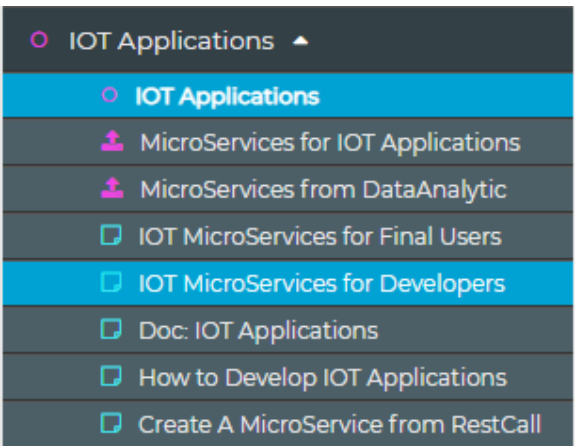 IOT Applications
IOT Applications
MicroServices for IOT Applications
MicroServices from DataAnalytic
IOT MicroServices for Final Users
IOT MicroServices for Developers
Doc: IOT Applications
How to Develop IOT Applications
Create A MicroService from RestCall